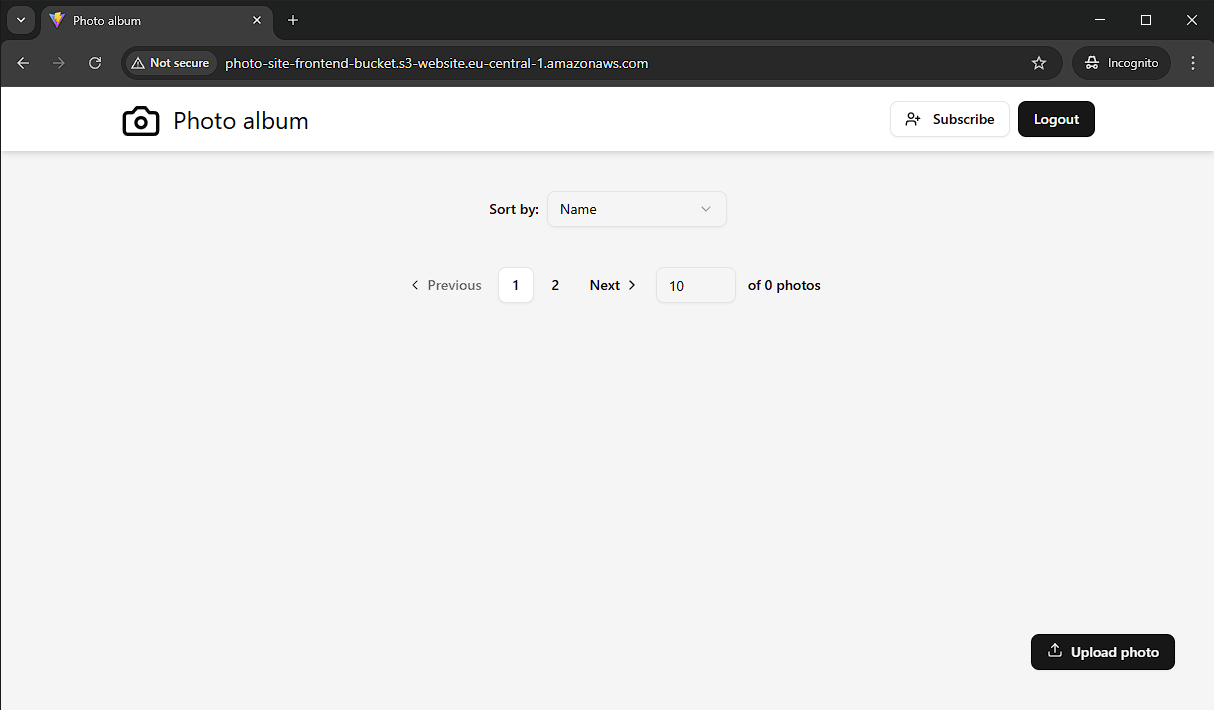 Photo album
Not secure photo-site-frontend-bucket.s3-website.eu-central-1.amazonaws.com Incognito
Photo album Subscribe Logout
Sort by: Name
Previous 1 2 Next 10 of 0 photos
Upload photo